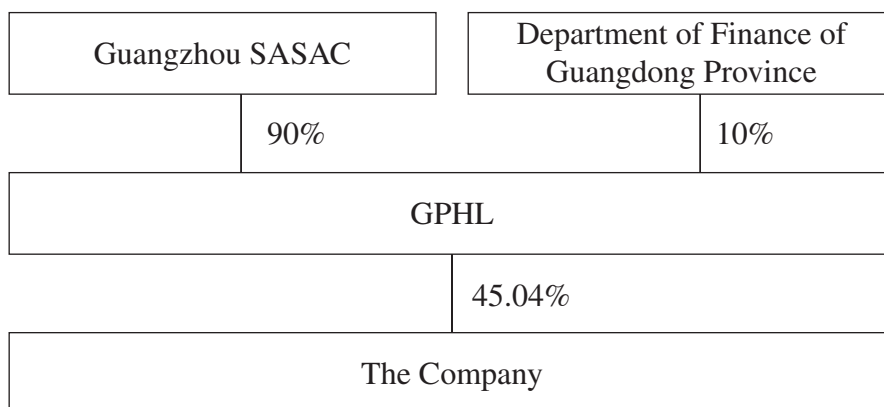 Guangzhou SASAC
Department of Finance of
Guangdong Province
90%
10%
GPHL
45.04%
The Company